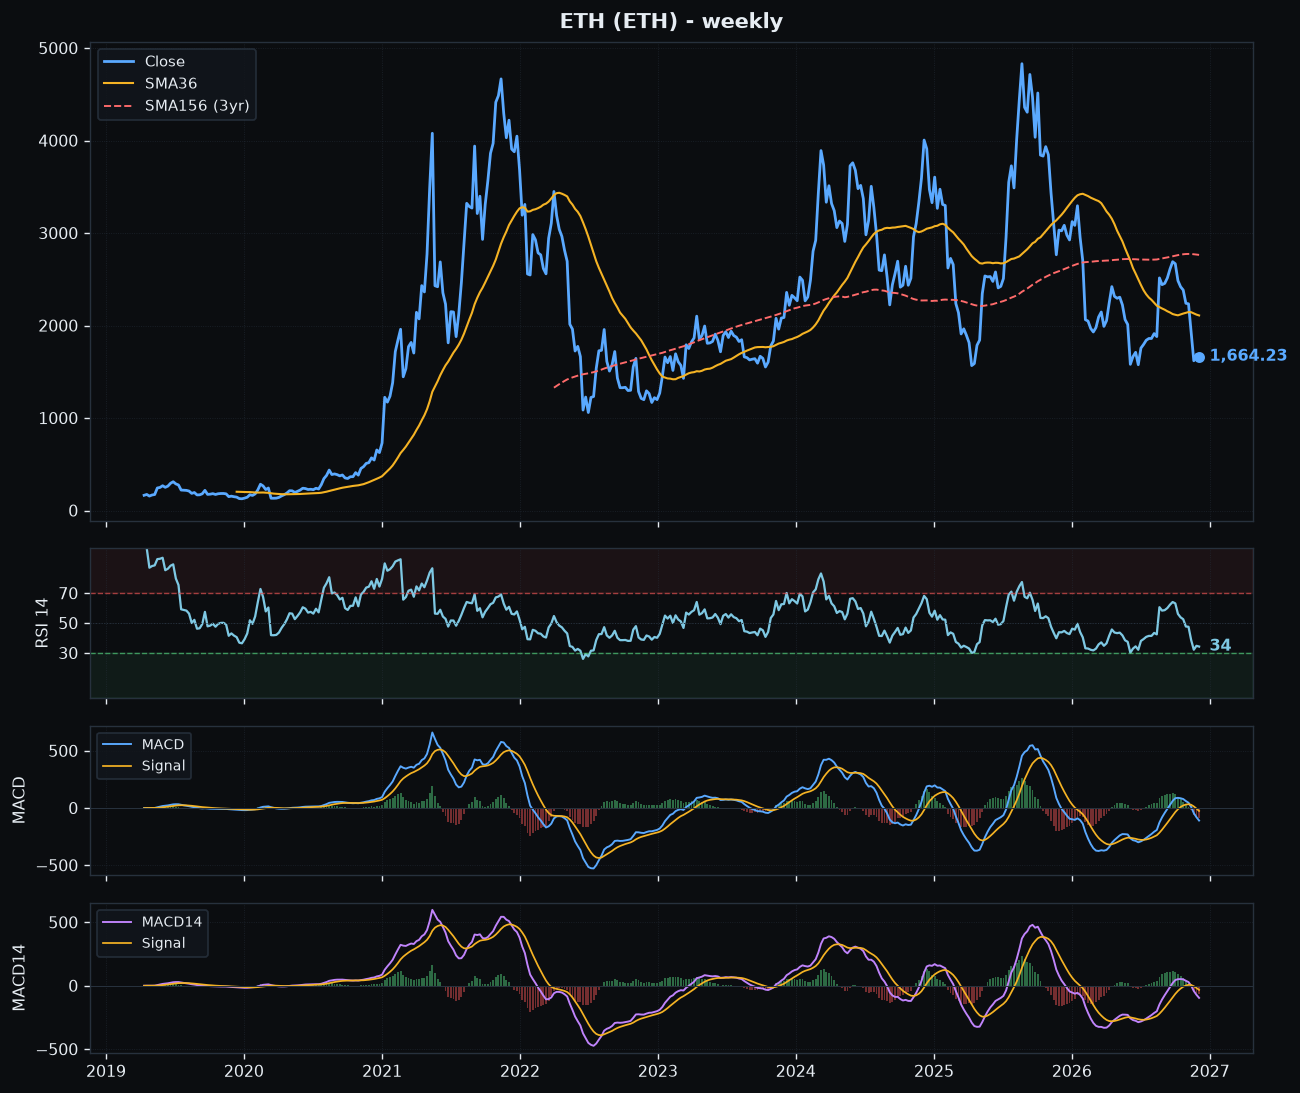 ETH (ETH) - weekly
Close
SMA36
SMA156 (3yr)
5000
4000
3000
2000
1000
0
1,664.23
RSI 14
70
50
30
34
MACD
MACD
Signal
500
0
−500
MACD14
MACD14
Signal
500
0
−500
2019 2020 2021 2022 2023 2024 2025 2026 2027